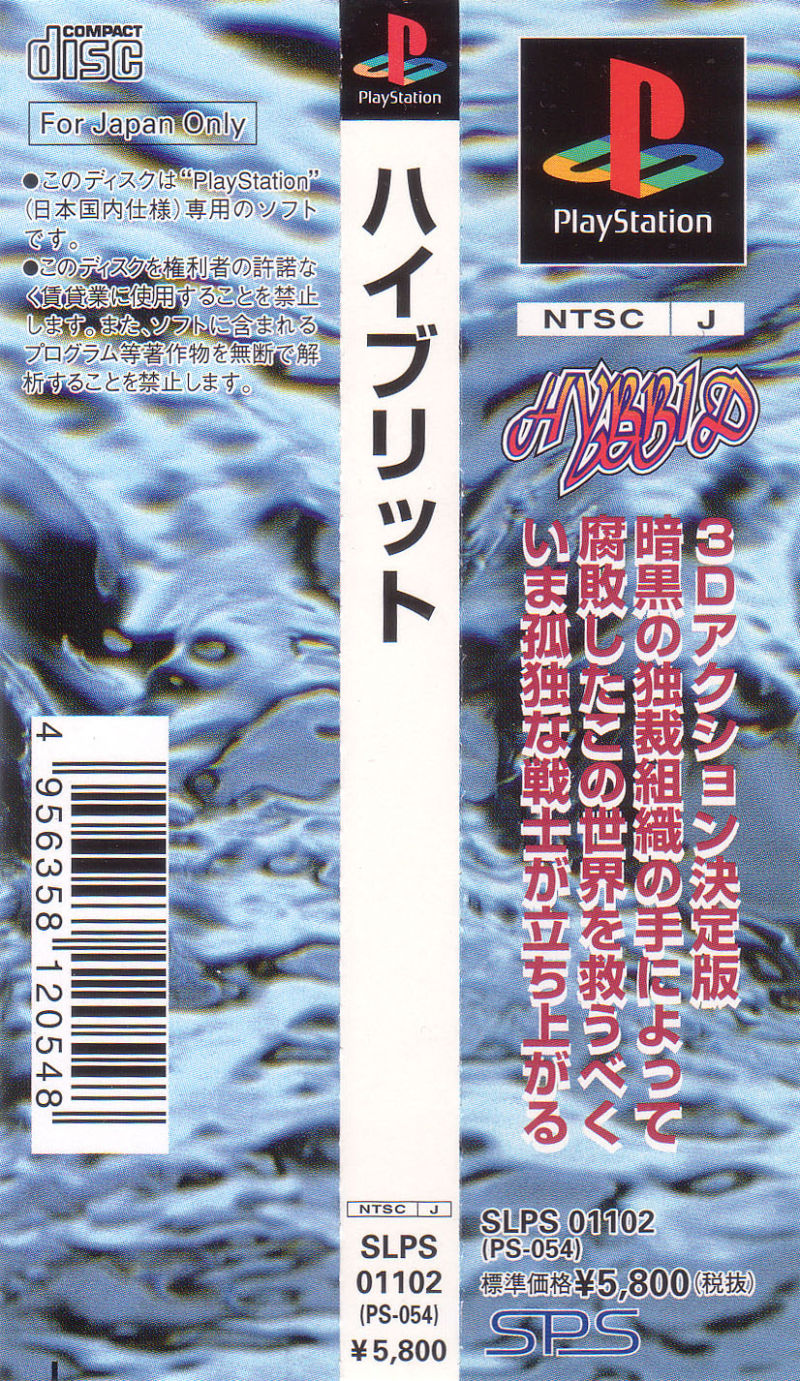 COMPACT
disc
For Japan Only
●このディスクは“PlayStation”
(日本国内仕様)専用のソフト
です。
●このディスクを権利者の許諾な
く賃貸業に使用することを禁止
します。また、ソフトに含まれる
プログラム等著作物を無断で解
析することを禁止します。
4 956358 120548
PlayStation
ハイブリット
NTSC J
SLPS
01102
(PS-054)
¥5,800
PlayStation
NTSC J
HYBRID
3Dアクション決定版
暗黒の独裁組織の手によって
腐敗したこの世界を救うべく
いま孤独な戦士が立ち上がる
SLPS 01102
(PS-054)
標準価格¥5,800(税抜)
SPS